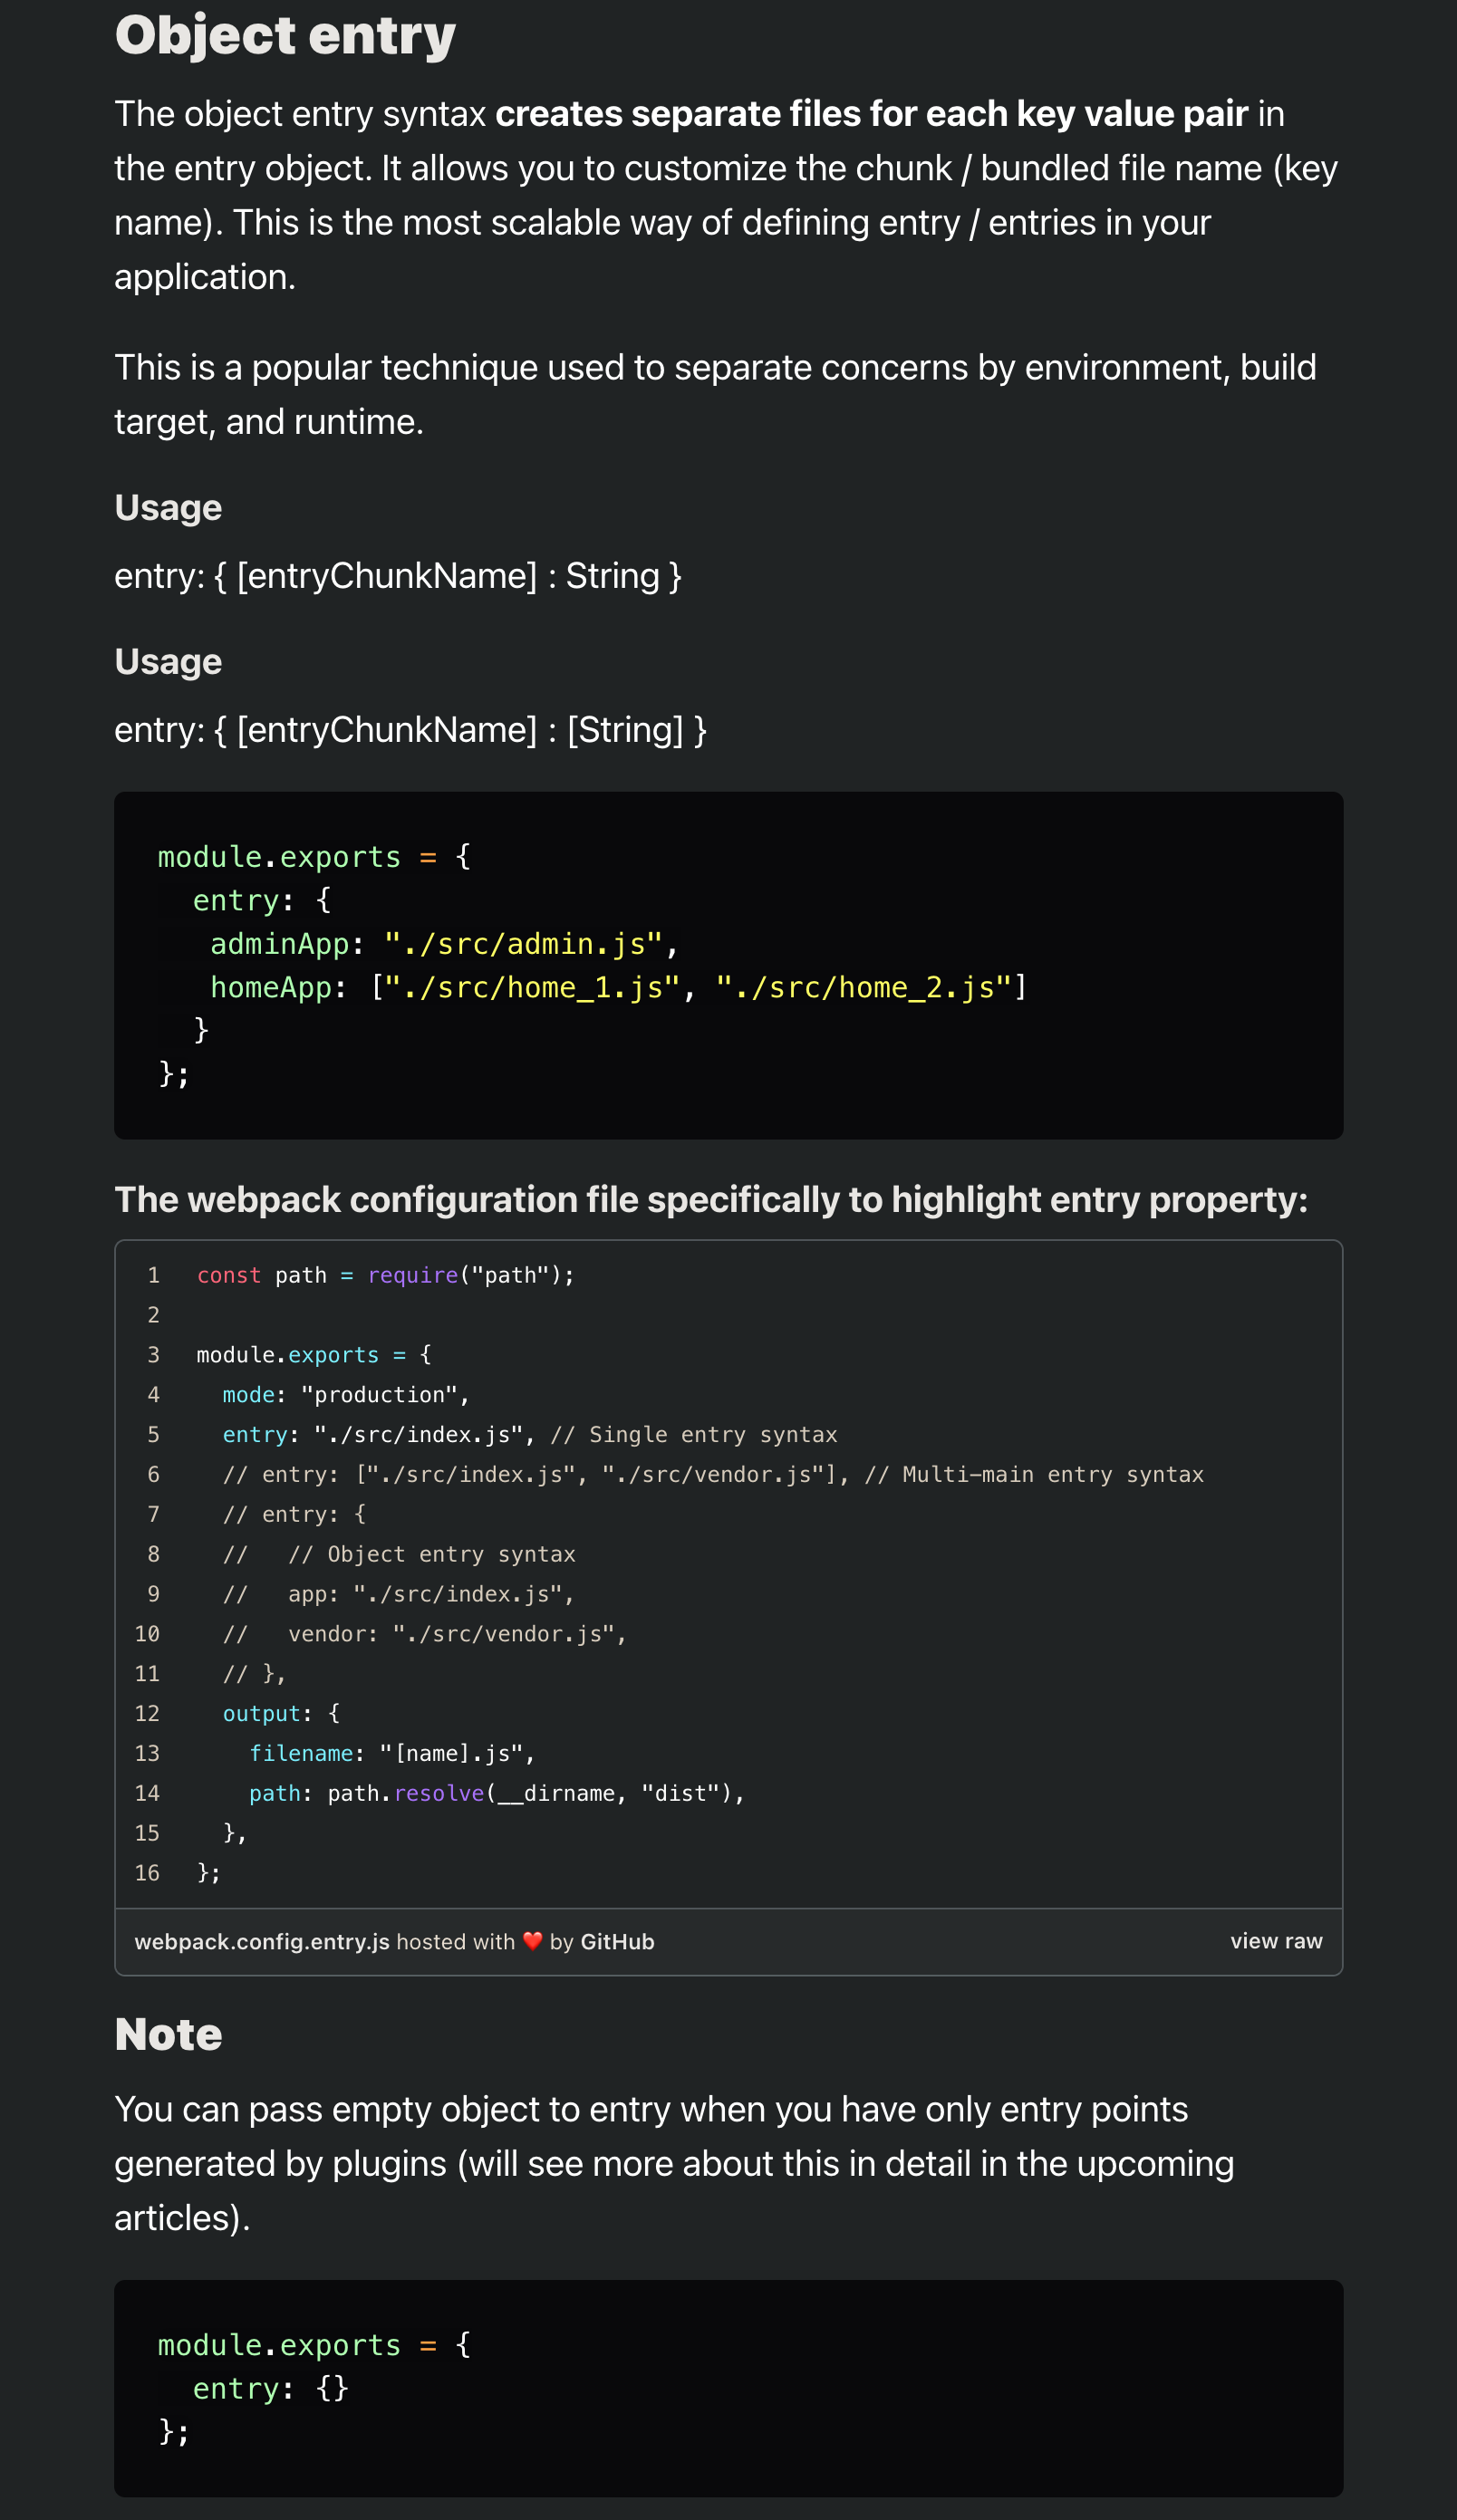 Object entry
The object entry syntax creates separate files for each key value pair in
the entry object. It allows you to customize the chunk / bundled file name (key
name). This is the most scalable way of defining entry / entries in your
application.
This is a popular technique used to separate concerns by environment, build
target, and runtime.
Usage
entry: { [entryChunkName] : String }
Usage
entry: { [entryChunkName] : [String] }
module.exports = {
  entry: {
   adminApp: "./src/admin.js",
   homeApp: ["./src/home_1.js", "./src/home_2.js"]
  }
};
The webpack configuration file specifically to highlight entry property:
1 const path = require("path");
2
3 module.exports = {
4   mode: "production",
5   entry: "./src/index.js", // Single entry syntax
6   // entry: ["./src/index.js", "./src/vendor.js"], // Multi-main entry syntax
7   // entry: {
8   //   // Object entry syntax
9   //   app: "./src/index.js",
10   //   vendor: "./src/vendor.js",
11   // },
12   output: {
13     filename: "[name].js",
14     path: path.resolve(__dirname, "dist"),
15   },
16 };
webpack.config.entry.js hosted with ❤️ by GitHub view raw
Note
You can pass empty object to entry when you have only entry points
generated by plugins (will see more about this in detail in the upcoming
articles).
module.exports = {
  entry: {}
};